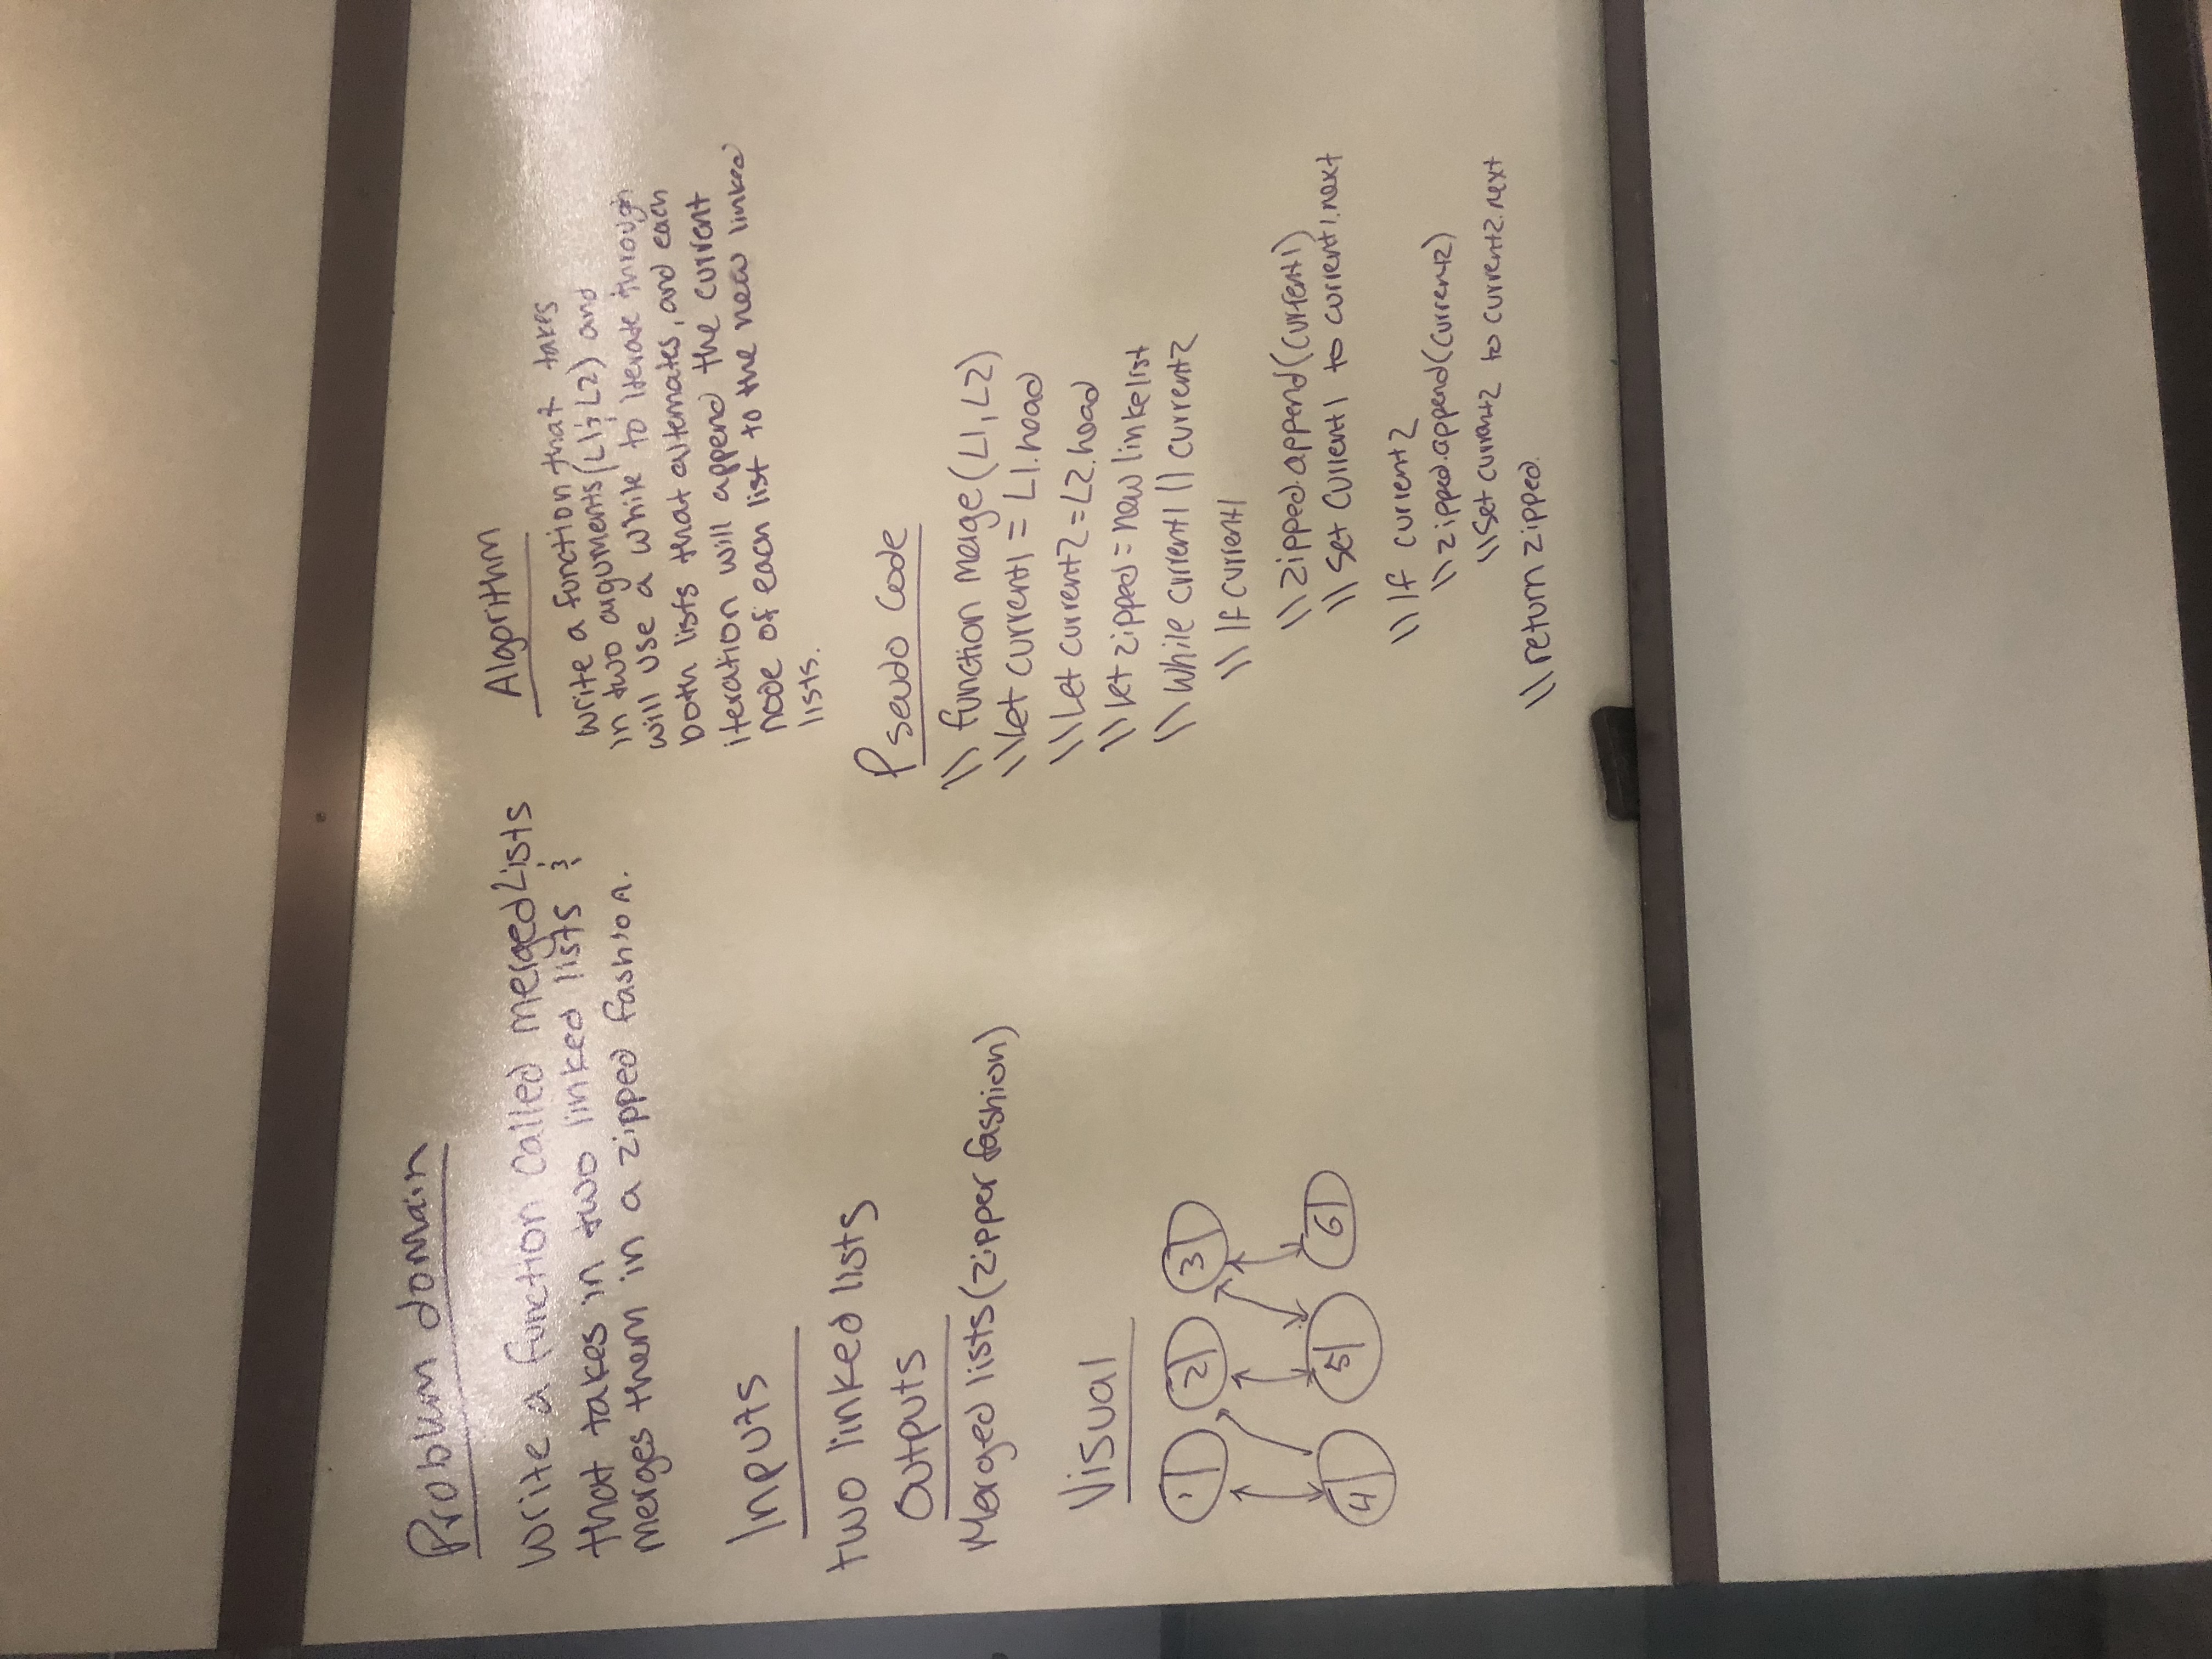 Problem domain
Write a function called mergedLists
that takes in two linked lists &
merges them in a zipped fashion.
Inputs
two linked lists
Outputs
Merged lists (zipper fashion)
Visual
1 2 3
4 5 6
Algorithm
write a function that takes
in two arguments (L1 & L2) and
will use a while to iterate through
both lists that alternates, and each
iteration will append the current
node of each list to the new linked
lists.
Pseudo Code
\\ function merge (L1, L2)
\\ let current1 = L1.head
\\ let current2 = L2.head
\\ let zipped = new linkelist
\\ while current1 || current2
\\ If current1
\\ zipped.append(current1)
\\ set current1 to current1.next
\\ If current2
\\ zipped.append(current2)
\\ set current2 to current2.next
\\ return zipped.